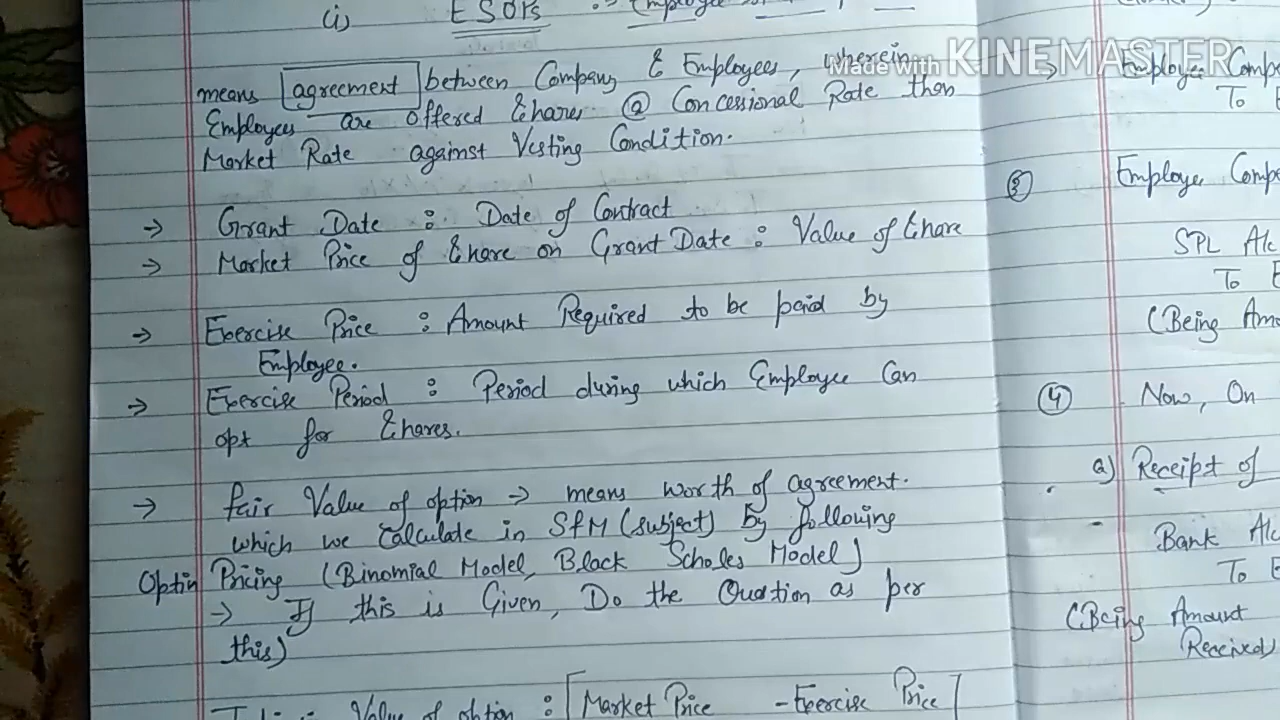 (i) ESOPs :- Employee
means agreement between Company & Employees, wherein
Employees are offered Shares @ Concessional Rate then
Market Rate against Vesting Condition.
→ Grant Date : Date of Contract
→ Market Price of Share on Grant Date : Value of Share
→ Exercise Price : Amount Required to be paid by
Employee.
→ Exercise Period : Period during which Employee Can
opt for Shares.
→ Fair Value of option → means worth of agreement.
which we Calculate in SFM (subject) By following
Optin Pricing (Binomial Model, Black Scholes Model)
→ If this is Given, Do the Question as per
this)
Value of option : [Market Price - Exercise Price]
Made with KINEMASTER
Employee Comp
To
③ Employe Comp
SPL A/c
To
(Being Amo
④ Now, On
a) Receipt of
Bank A/c
To
(Being Amount
Received)